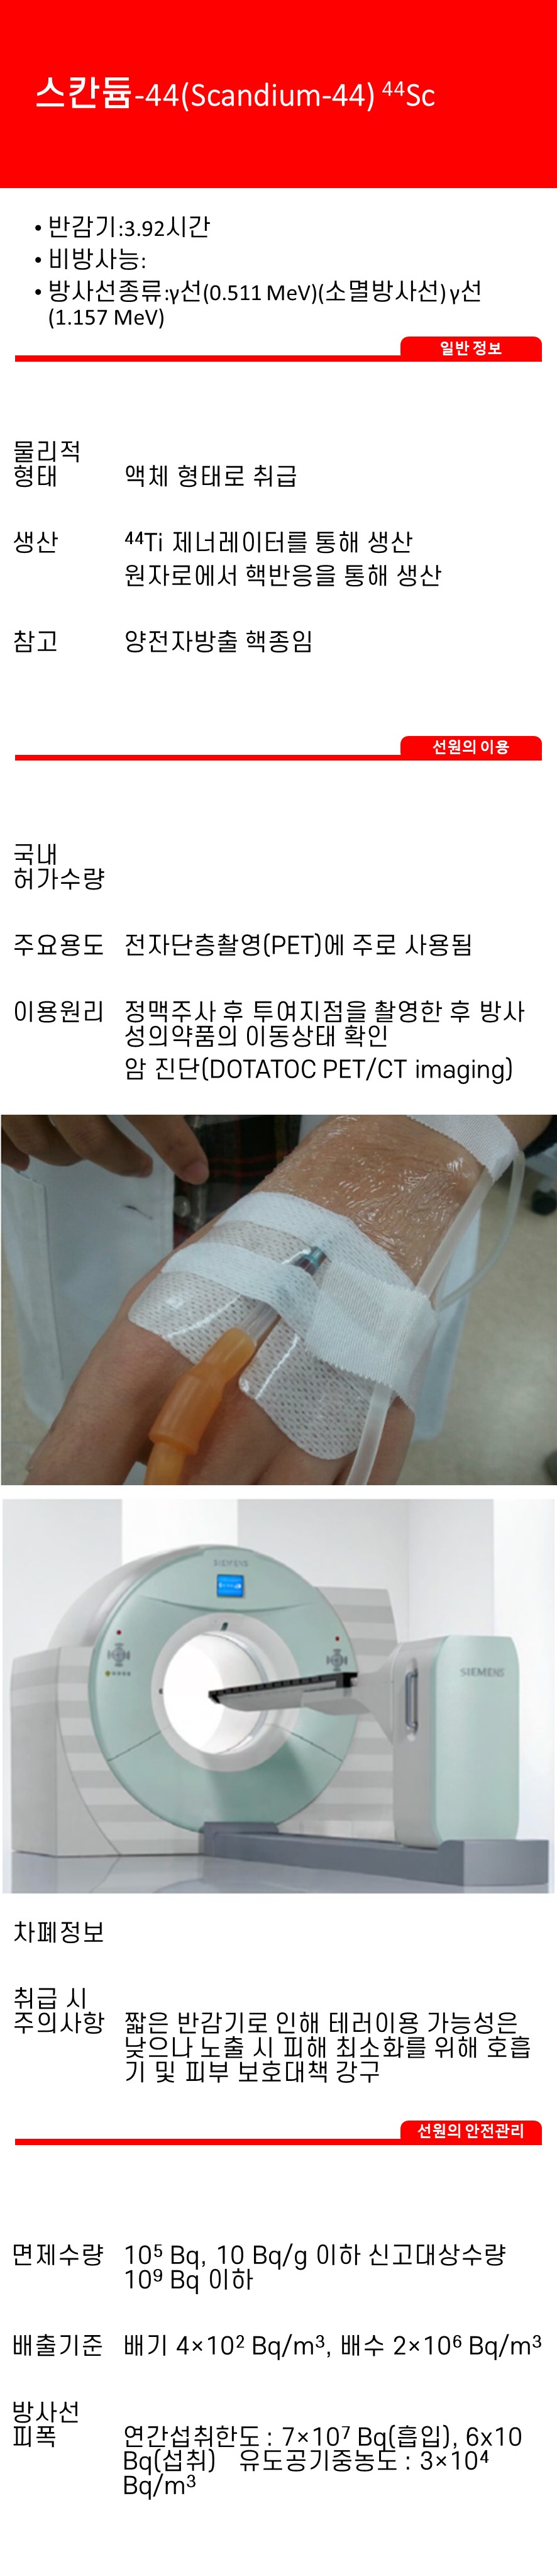 스칸듐-44(Scandium-44) ⁴⁴Sc
• 반감기:3.92시간
• 비방사능:
• 방사선종류:γ선(0.511 MeV)(소멸방사선) γ선
(1.157 MeV)
일반 정보
물리적
형태 액체 형태로 취급
생산 ⁴⁴Ti 제너레이터를 통해 생산
원자로에서 핵반응을 통해 생산
참고 양전자방출 핵종임
선원의 이용
국내
허가수량
주요용도 전자단층촬영(PET)에 주로 사용됨
이용원리 정맥주사 후 투여지점을 촬영한 후 방사
성의약품의 이동상태 확인
암 진단(DOTATOC PET/CT imaging)
SIEMENS
SIEMENS
차폐정보
취급 시
주의사항 짧은 반감기로 인해 테러이용 가능성은
낮으나 노출 시 피해 최소화를 위해 호흡
기 및 피부 보호대책 강구
선원의 안전관리
면제수량 10⁵ Bq, 10 Bq/g 이하 신고대상수량
10⁹ Bq 이하
배출기준 배기 4×10² Bq/m³, 배수 2×10⁶ Bq/m³
방사선
피폭 연간섭취한도 : 7×10⁷ Bq(흡입), 6x10
Bq(섭취) 유도공기중농도 : 3×10⁴
Bq/m³